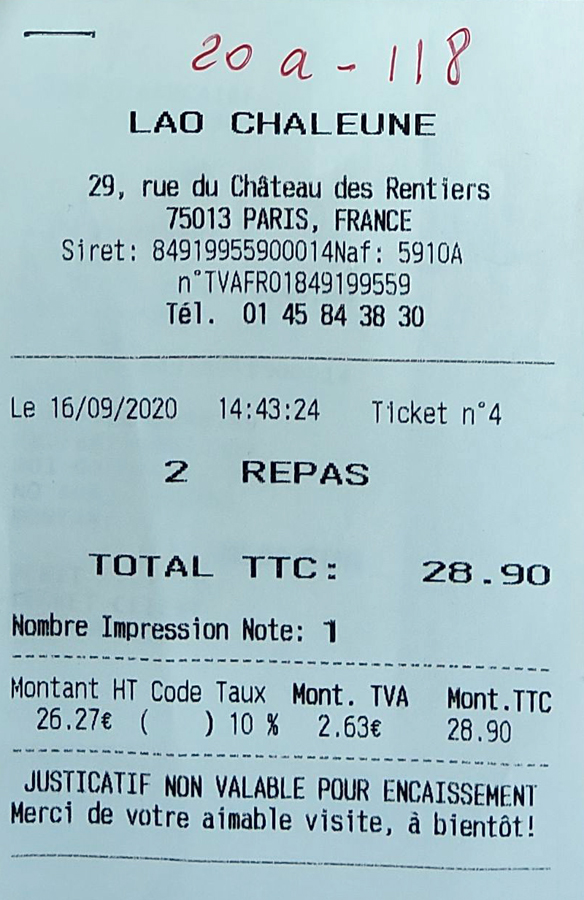 20 a - 118
LAO CHALEUNE
29, rue du Château des Rentiers
75013 PARIS, FRANCE
Siret: 84919955900014Naf: 5910A
n°TVAFR01849199559
Tél. 01 45 84 38 30
Le 16/09/2020 14:43:24 Ticket n°4
2 REPAS
TOTAL TTC: 28.90
Nombre Impression Note: 1
Montant HT Code Taux Mont. TVA Mont.TTC
26.27€ ( ) 10 % 2.63€ 28.90
JUSTICATIF NON VALABLE POUR ENCAISSEMENT
Merci de votre aimable visite, à bientôt!